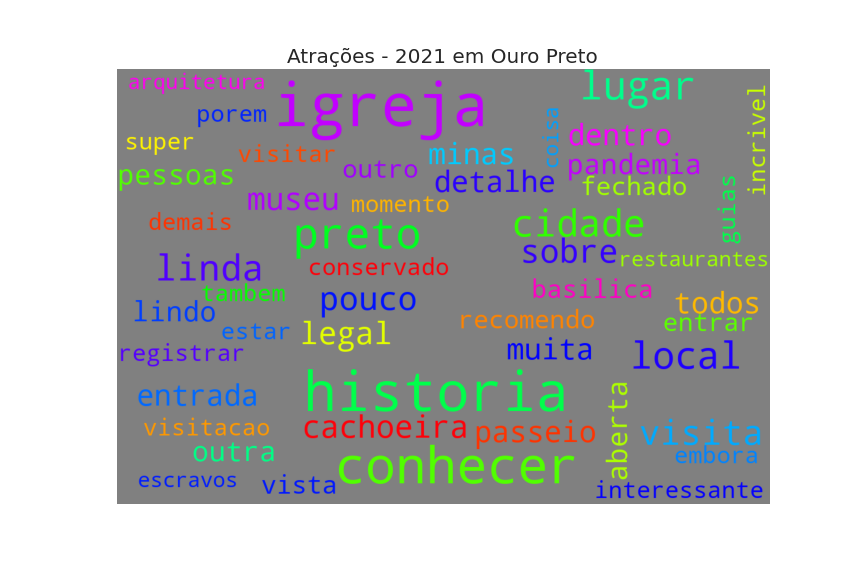 Atrações - 2021 em Ouro Preto
arquitetura
igreja
lugar
incrivel
porem
super
visitar
outro
minas
coisa
dentro
pandemia
pessoas
museu
momento
detalhe
fechado
guias
demais
preto
cidade
sobre
restaurantes
linda
conservado
tambem
pouco
basilica
todos
lindo
estar
legal
recomendo
entrar
registrar
muita
local
entrada
historia
visitacao
cachoeira
passeio
aberta
visita
outra
conhecer
embora
escravos
vista
interessante